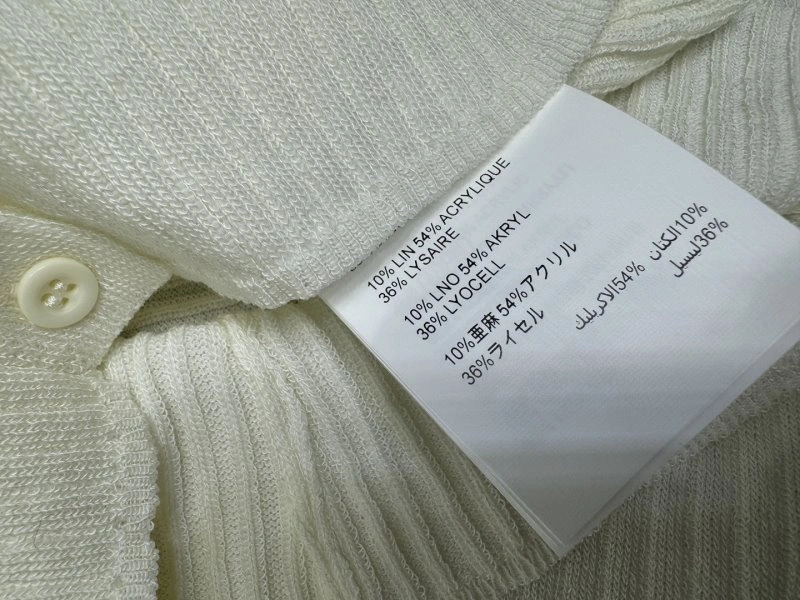 10% LIN 54% ACRYLIQUE
36% LYSAIRE
10% LNO 54% AKRYL
36% LYOCELL
10%亜麻 54%アクリル
36%ライセル
10%الكتان 54%الاكريليك
36%لسيل